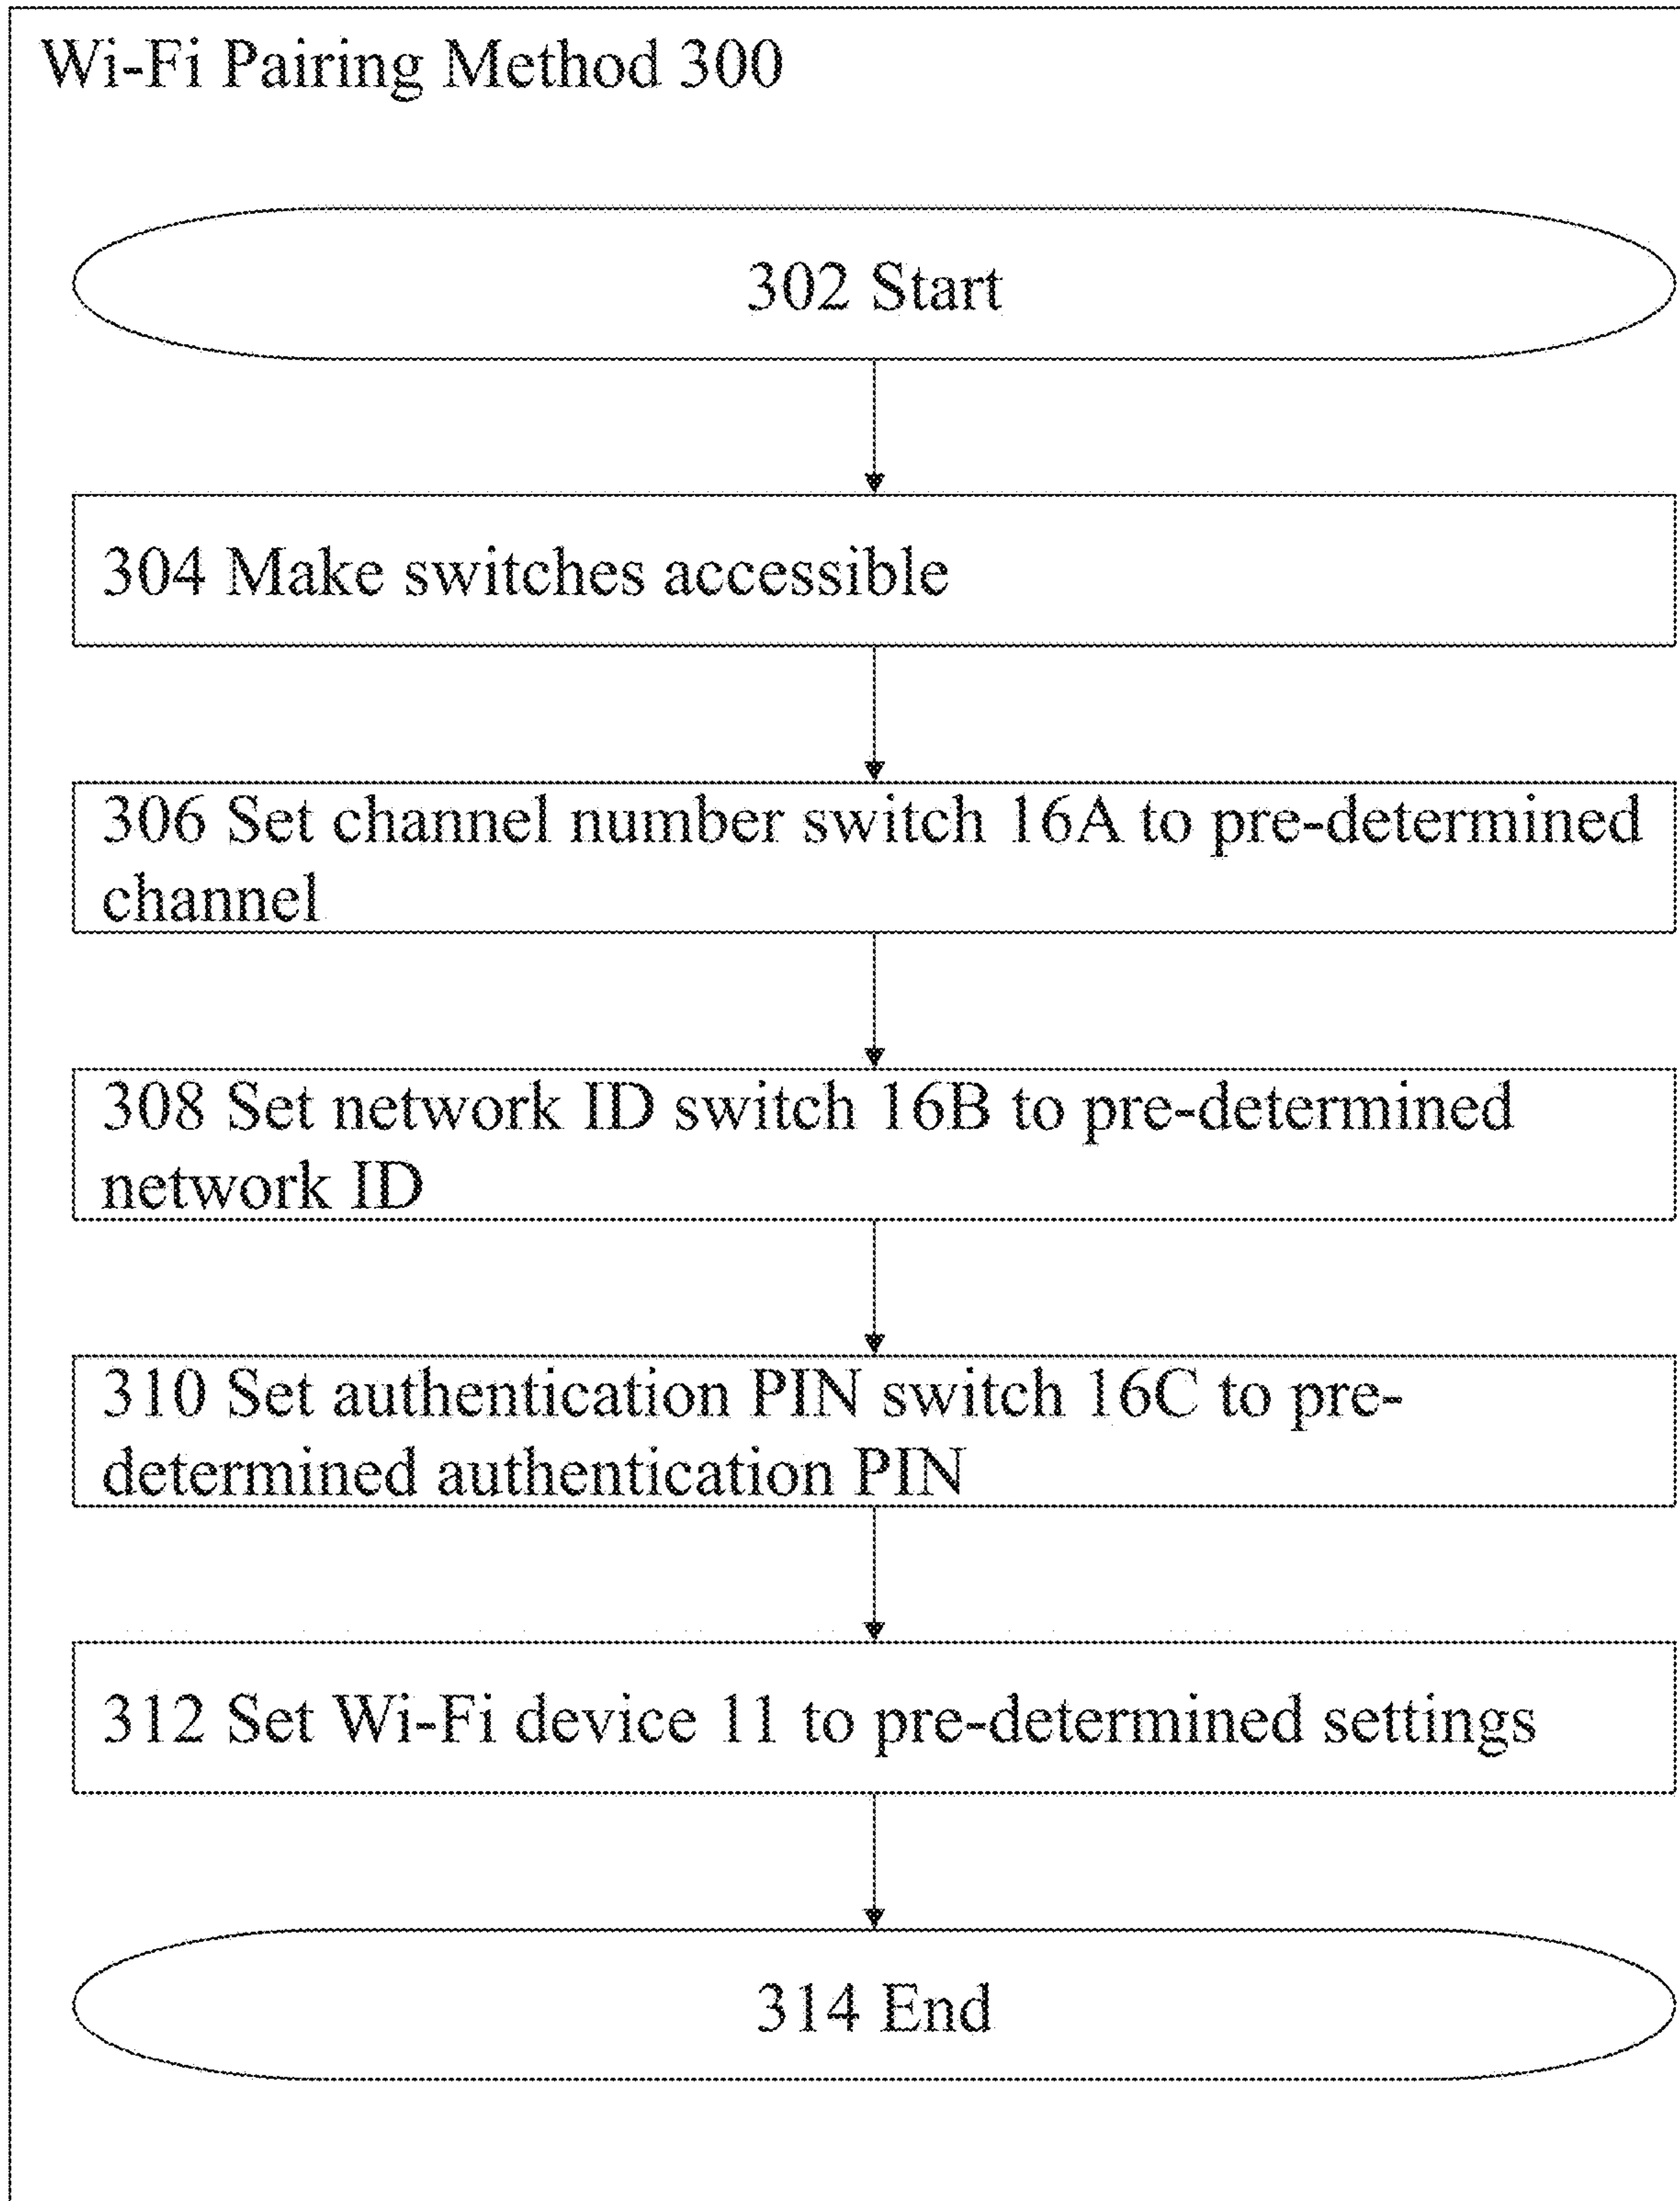 Wi-Fi Pairing Method 300
302 Start
304 Make switches accessible
306 Set channel number switch 16A to pre-determined
channel
308 Set network ID switch 16B to pre-determined
network ID
310 Set authentication PIN switch 16C to pre-
determined authentication PIN
312 Set Wi-Fi device 11 to pre-determined settings
314 End